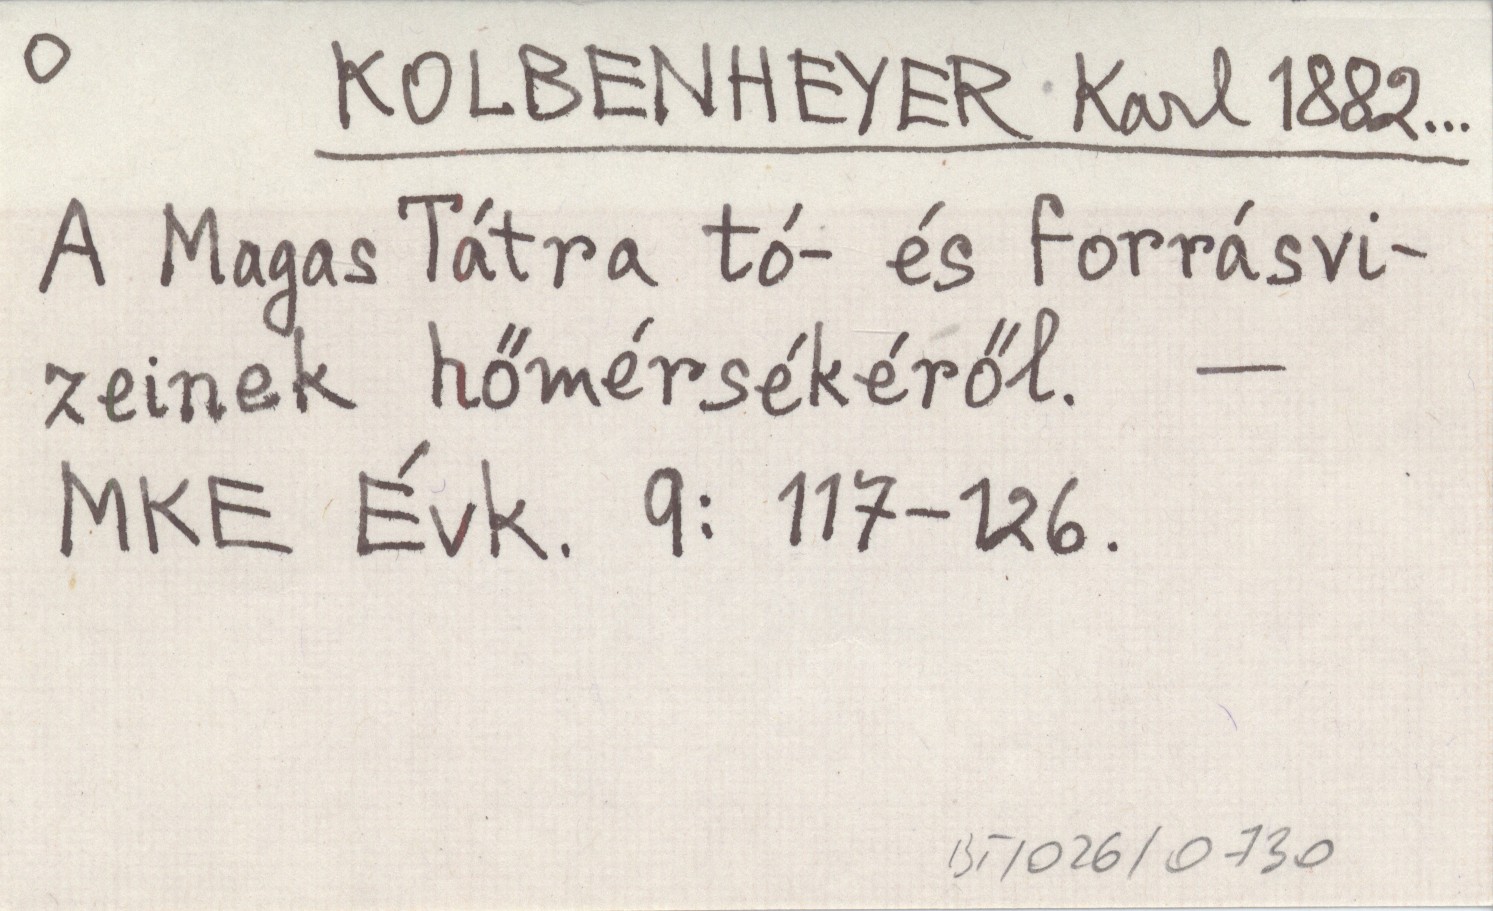 O KOLBENHEYER Karl 1882...
A Magas Tátra tó- és forrásvi-
zeinek hőmérsékéről. —
MKE Évk. 9: 117-126.
BT/026/0730